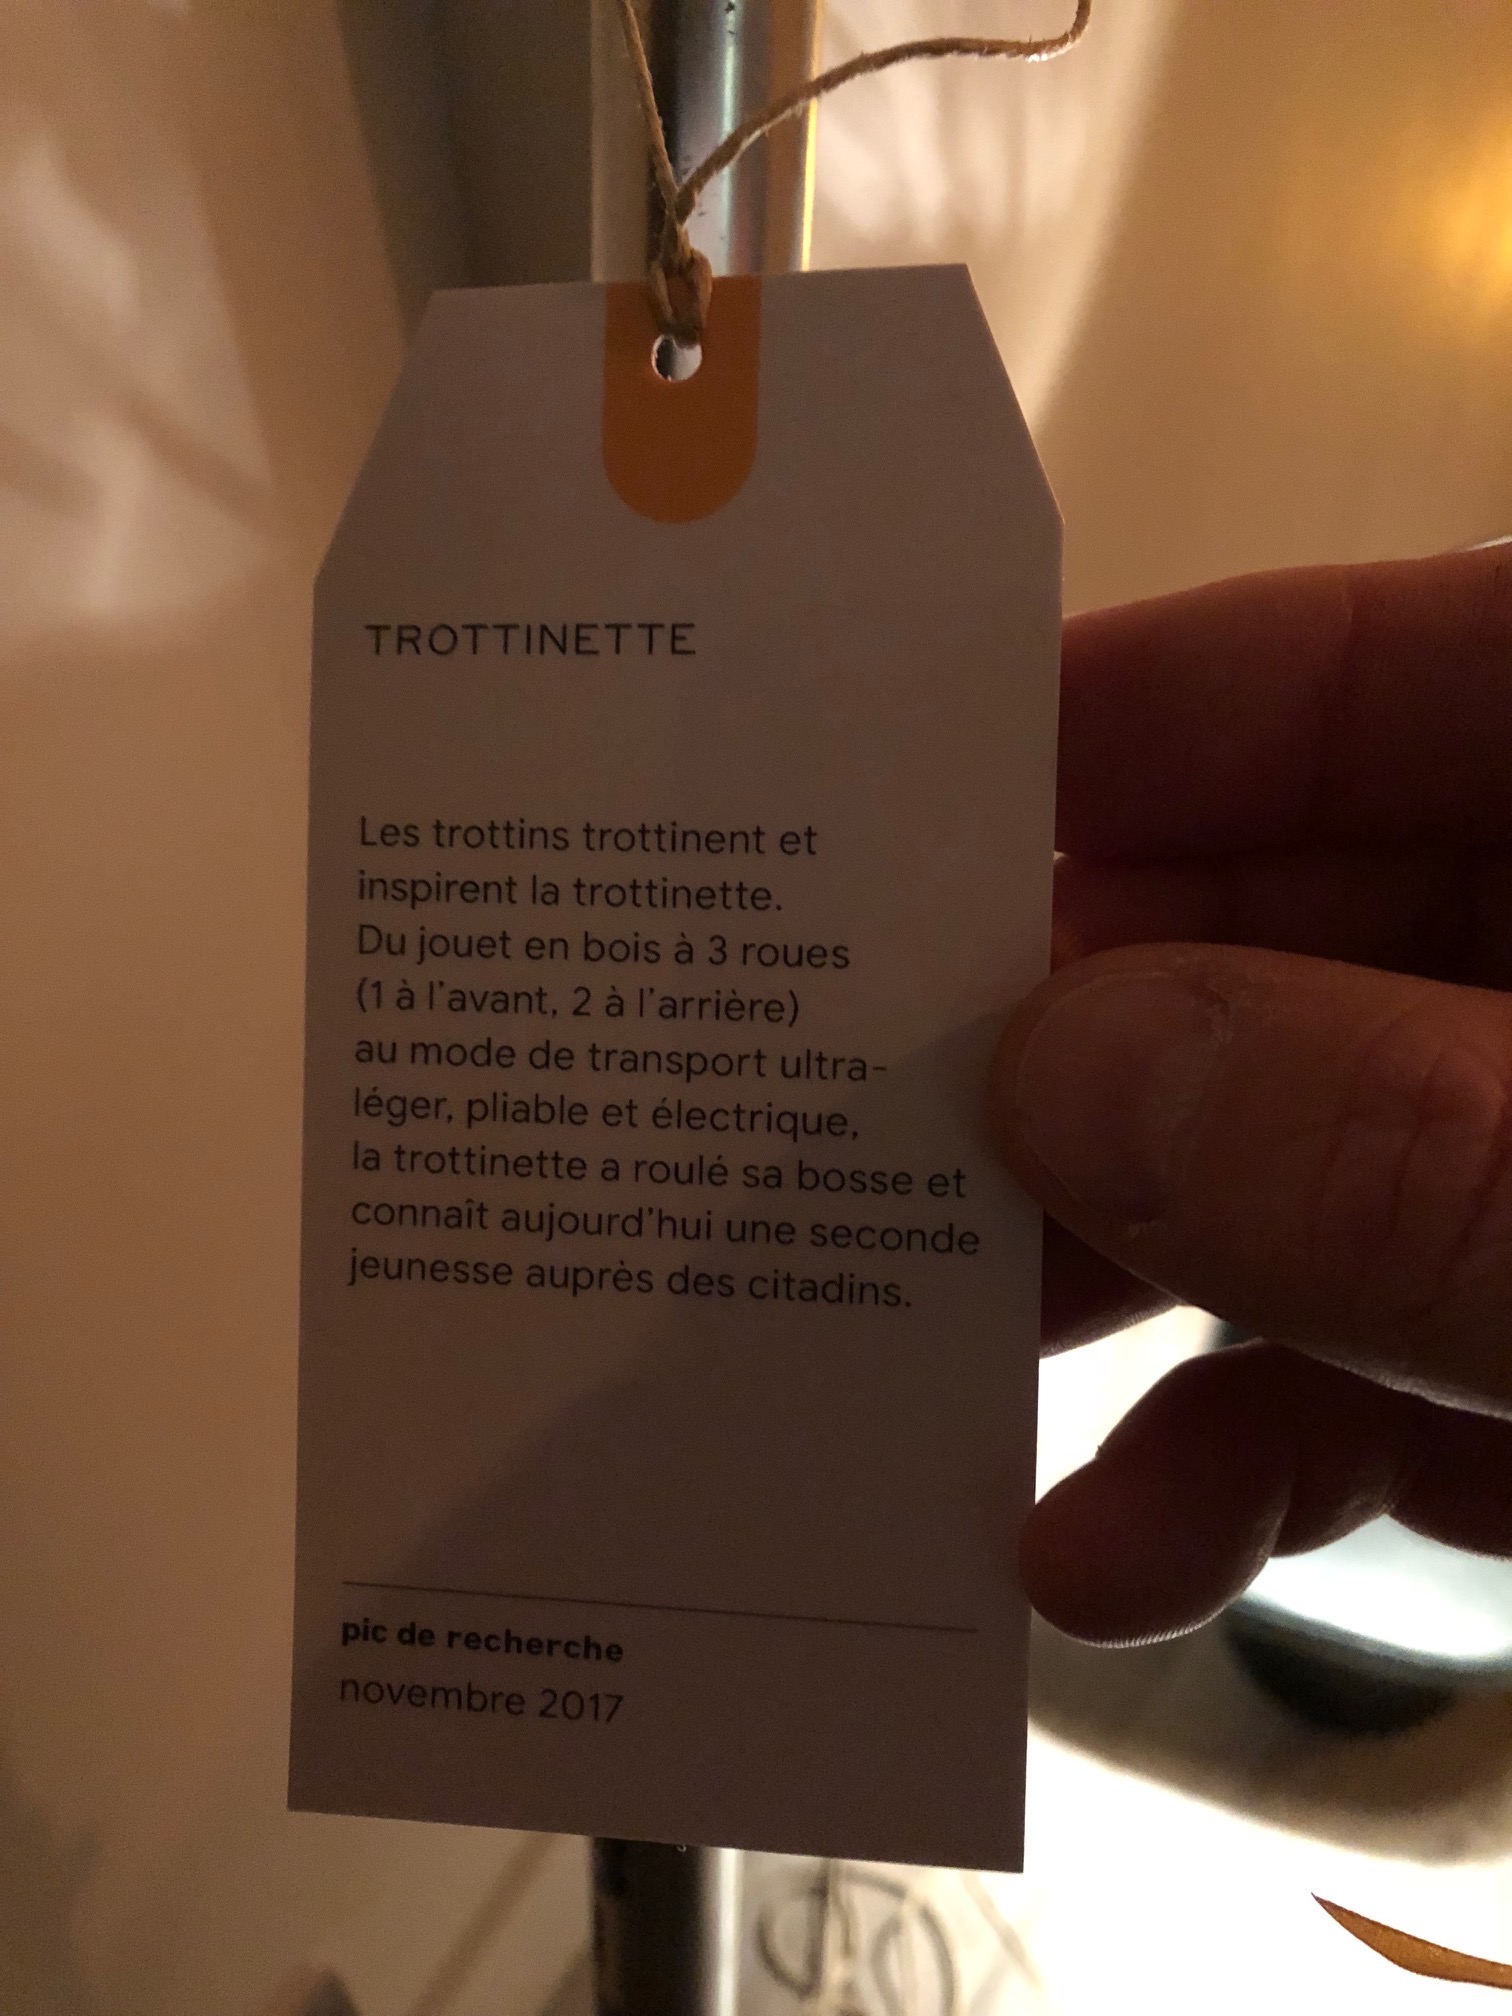 TROTTINETTE
Les trottins trottinent et
inspirent la trottinette.
Du jouet en bois à 3 roues
(1 à l'avant, 2 à l'arrière)
au mode de transport ultra-
léger, pliable et électrique,
la trottinette a roulé sa bosse et
connaît aujourd'hui une seconde
jeunesse auprès des citadins.
pic de recherche
novembre 2017